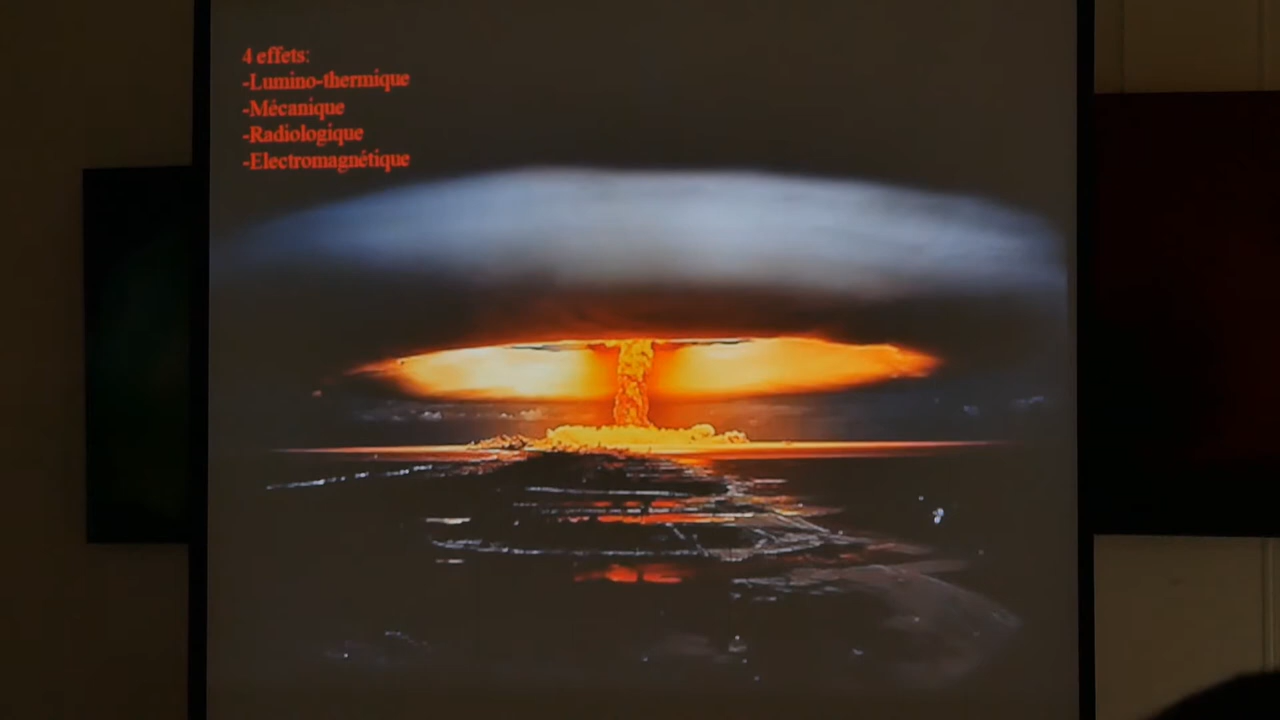 4 effets:
-Lumino-thermique
-Mécanique
-Radiologique
-Electromagnétique